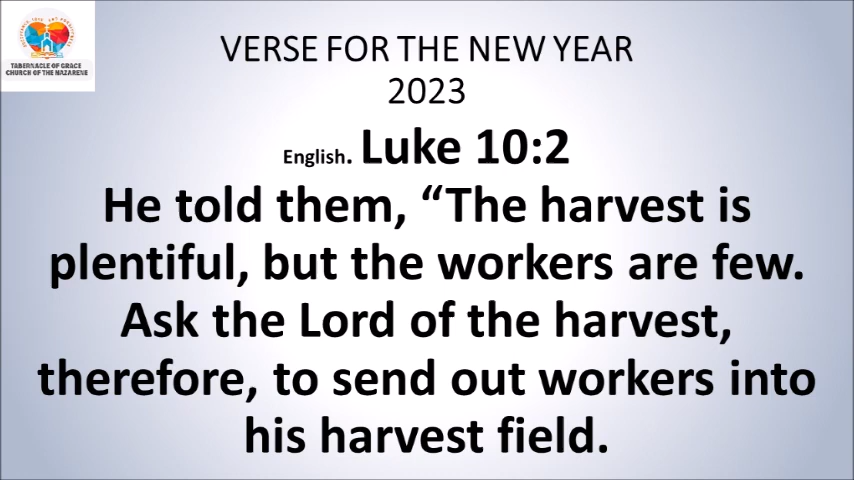 TABERNACLE OF GRACE
CHURCH OF THE NAZARENE
VERSE FOR THE NEW YEAR
2023
English. Luke 10:2
He told them, “The harvest is
plentiful, but the workers are few.
Ask the Lord of the harvest,
therefore, to send out workers into
his harvest field.